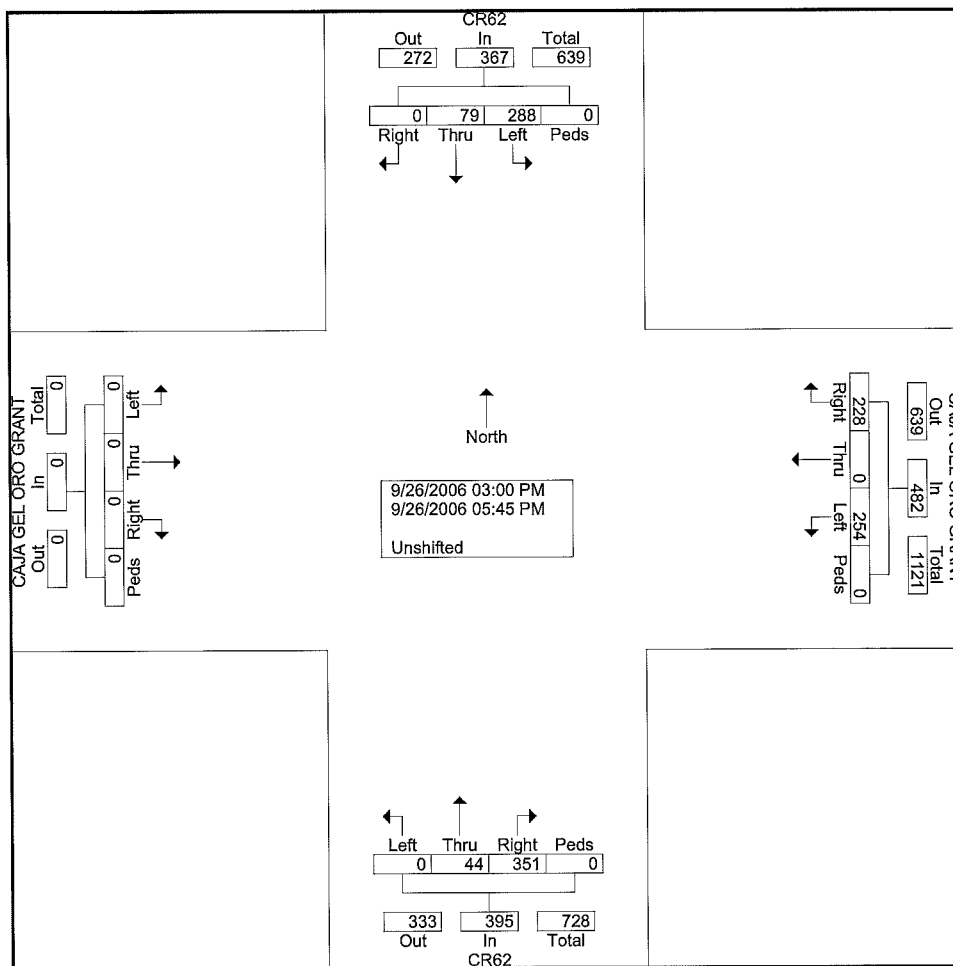 CR62
Out In Total
272 367 639
0 79 288 0
Right Thru Left Peds
CAJA GEL ORO GRANT
Total In Out
0 0 0
0 0 0 0
Left Thru Right Peds
North
9/26/2006 03:00 PM
9/26/2006 05:45 PM
Unshifted
Right Thru Left Peds
228 0 254 0
639 482 1121
Out In Total
Left Thru Right Peds
0 44 351 0
333 395 728
Out In Total
CR62